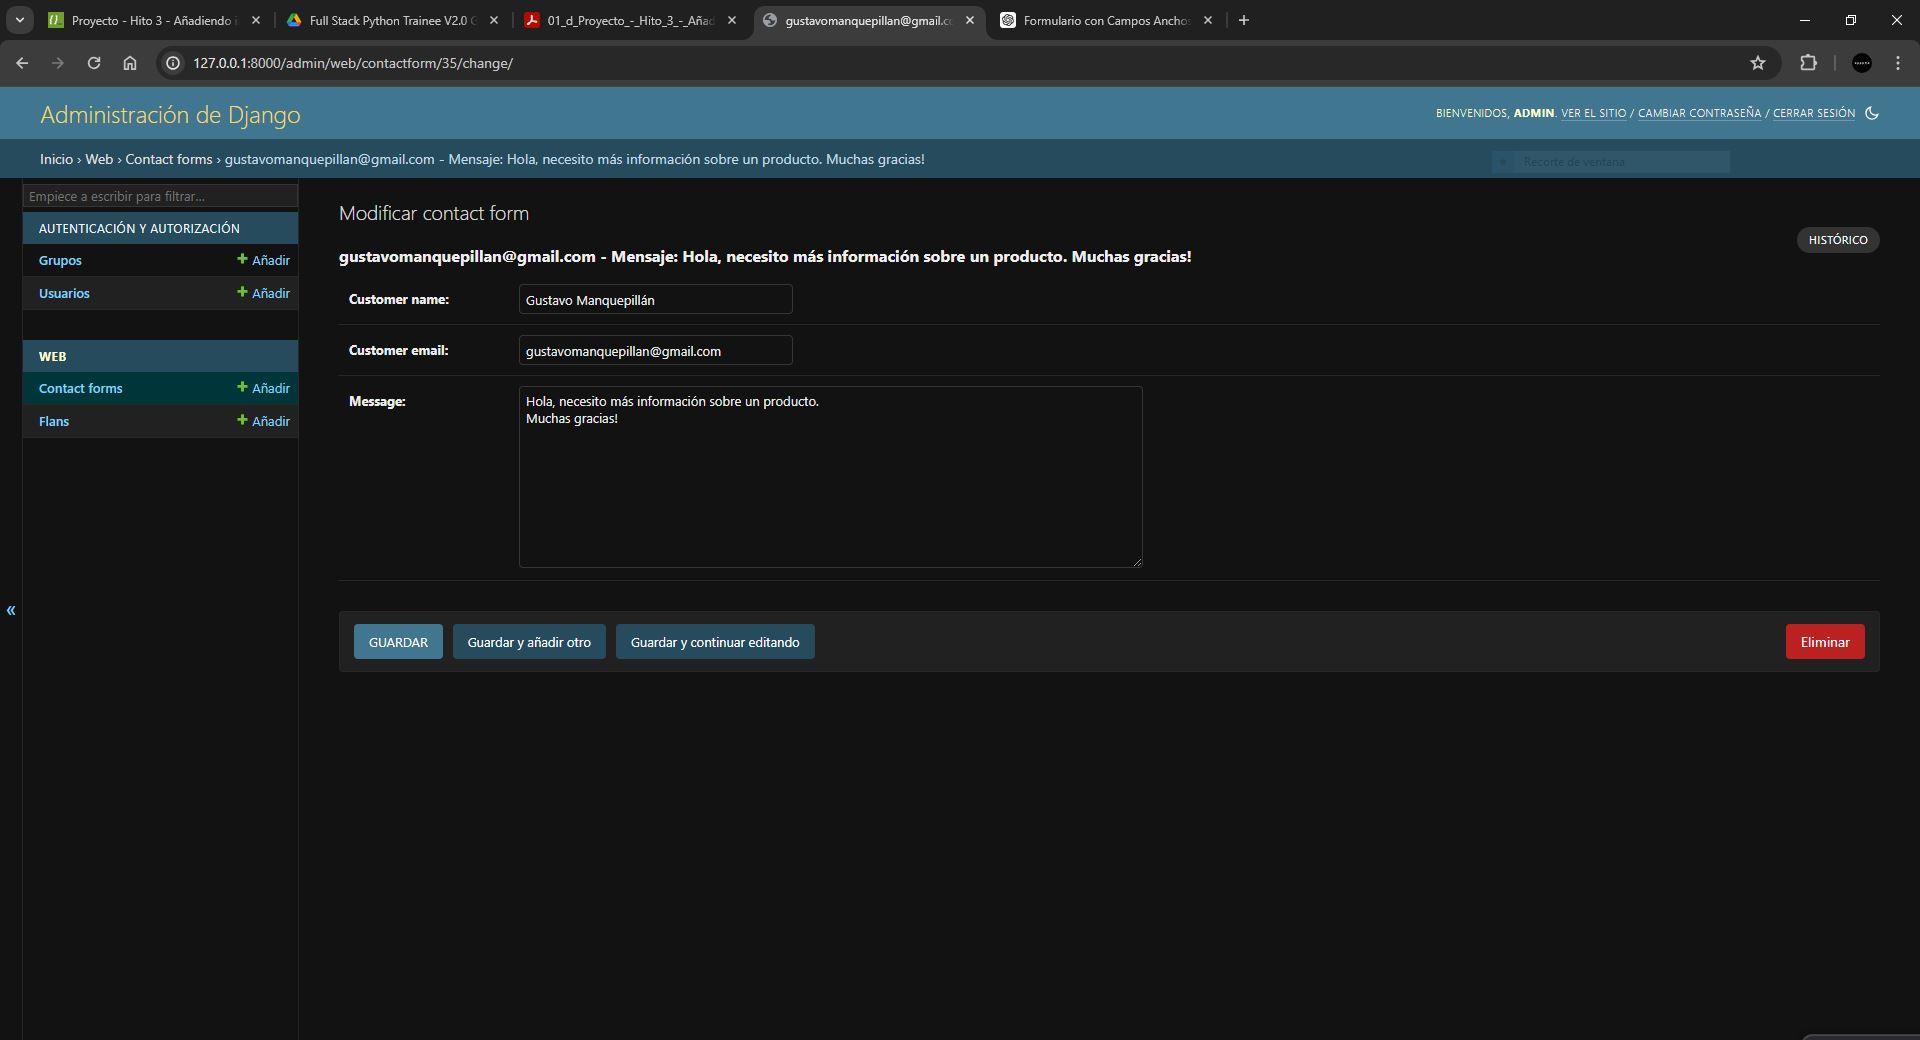 Proyecto - Hito 3 - Añadiendo i
Full Stack Python Trainee V2.0 G
01_d_Proyecto_-_Hito_3_-_Añad
gustavomanquepillan@gmail.co
Formulario con Campos Ancho
127.0.0.1:8000/admin/web/contactform/35/change/
Administración de Django
BIENVENIDOS, ADMIN. VER EL SITIO / CAMBIAR CONTRASEÑA / CERRAR SESIÓN
Inicio › Web › Contact forms › gustavomanquepillan@gmail.com - Mensaje: Hola, necesito más información sobre un producto. Muchas gracias!
Recorte de ventana
Empiece a escribir para filtrar...
AUTENTICACIÓN Y AUTORIZACIÓN
Grupos + Añadir
Usuarios + Añadir
WEB
Contact forms + Añadir
Flans + Añadir
«
Modificar contact form
HISTÓRICO
gustavomanquepillan@gmail.com - Mensaje: Hola, necesito más información sobre un producto. Muchas gracias!
Customer name: Gustavo Manquepillán
Customer email: gustavomanquepillan@gmail.com
Message: Hola, necesito más información sobre un producto.
Muchas gracias!
GUARDAR Guardar y añadir otro Guardar y continuar editando Eliminar